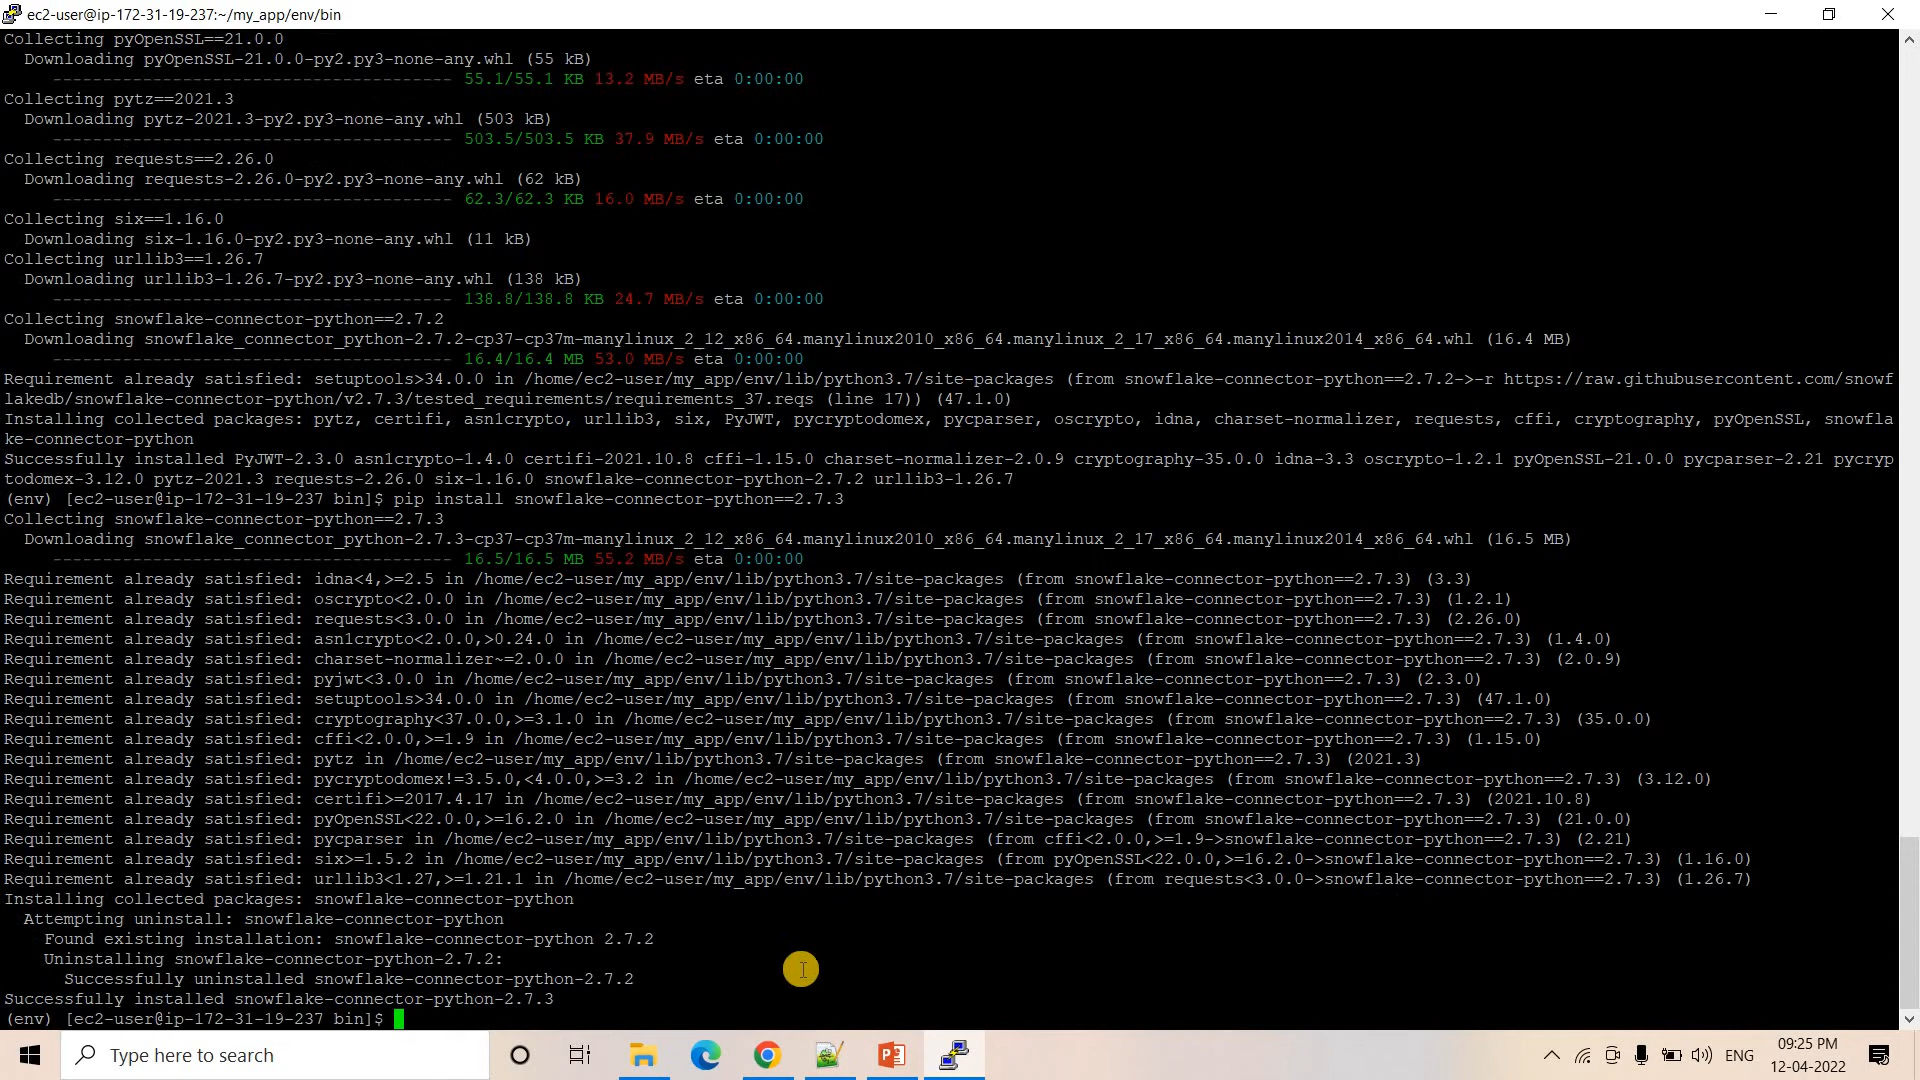 ec2-user@ip-172-31-19-237:~/my_app/env/bin
Collecting pyOpenSSL==21.0.0
  Downloading pyOpenSSL-21.0.0-py2.py3-none-any.whl (55 kB)
     ---------------------------------------- 55.1/55.1 KB 13.2 MB/s eta 0:00:00
Collecting pytz==2021.3
  Downloading pytz-2021.3-py2.py3-none-any.whl (503 kB)
     ---------------------------------------- 503.5/503.5 KB 37.9 MB/s eta 0:00:00
Collecting requests==2.26.0
  Downloading requests-2.26.0-py2.py3-none-any.whl (62 kB)
     ---------------------------------------- 62.3/62.3 KB 16.0 MB/s eta 0:00:00
Collecting six==1.16.0
  Downloading six-1.16.0-py2.py3-none-any.whl (11 kB)
Collecting urllib3==1.26.7
  Downloading urllib3-1.26.7-py2.py3-none-any.whl (138 kB)
     ---------------------------------------- 138.8/138.8 KB 24.7 MB/s eta 0:00:00
Collecting snowflake-connector-python==2.7.2
  Downloading snowflake_connector_python-2.7.2-cp37-cp37m-manylinux_2_12_x86_64.manylinux2010_x86_64.manylinux_2_17_x86_64.manylinux2014_x86_64.whl (16.4 MB)
     ---------------------------------------- 16.4/16.4 MB 53.0 MB/s eta 0:00:00
Requirement already satisfied: setuptools>34.0.0 in /home/ec2-user/my_app/env/lib/python3.7/site-packages (from snowflake-connector-python==2.7.2->-r https://raw.githubusercontent.com/snowf
lakedb/snowflake-connector-python/v2.7.3/tested_requirements/requirements_37.reqs (line 17)) (47.1.0)
Installing collected packages: pytz, certifi, asn1crypto, urllib3, six, PyJWT, pycryptodomex, pycparser, oscrypto, idna, charset-normalizer, requests, cffi, cryptography, pyOpenSSL, snowfla
ke-connector-python
Successfully installed PyJWT-2.3.0 asn1crypto-1.4.0 certifi-2021.10.8 cffi-1.15.0 charset-normalizer-2.0.9 cryptography-35.0.0 idna-3.3 oscrypto-1.2.1 pyOpenSSL-21.0.0 pycparser-2.21 pycryp
todomex-3.12.0 pytz-2021.3 requests-2.26.0 six-1.16.0 snowflake-connector-python-2.7.2 urllib3-1.26.7
(env) [ec2-user@ip-172-31-19-237 bin]$ pip install snowflake-connector-python==2.7.3
Collecting snowflake-connector-python==2.7.3
  Downloading snowflake_connector_python-2.7.3-cp37-cp37m-manylinux_2_12_x86_64.manylinux2010_x86_64.manylinux_2_17_x86_64.manylinux2014_x86_64.whl (16.5 MB)
     ---------------------------------------- 16.5/16.5 MB 55.2 MB/s eta 0:00:00
Requirement already satisfied: idna<4,>=2.5 in /home/ec2-user/my_app/env/lib/python3.7/site-packages (from snowflake-connector-python==2.7.3) (3.3)
Requirement already satisfied: oscrypto<2.0.0 in /home/ec2-user/my_app/env/lib/python3.7/site-packages (from snowflake-connector-python==2.7.3) (1.2.1)
Requirement already satisfied: requests<3.0.0 in /home/ec2-user/my_app/env/lib/python3.7/site-packages (from snowflake-connector-python==2.7.3) (2.26.0)
Requirement already satisfied: asn1crypto<2.0.0,>0.24.0 in /home/ec2-user/my_app/env/lib/python3.7/site-packages (from snowflake-connector-python==2.7.3) (1.4.0)
Requirement already satisfied: charset-normalizer~=2.0.0 in /home/ec2-user/my_app/env/lib/python3.7/site-packages (from snowflake-connector-python==2.7.3) (2.0.9)
Requirement already satisfied: pyjwt<3.0.0 in /home/ec2-user/my_app/env/lib/python3.7/site-packages (from snowflake-connector-python==2.7.3) (2.3.0)
Requirement already satisfied: setuptools>34.0.0 in /home/ec2-user/my_app/env/lib/python3.7/site-packages (from snowflake-connector-python==2.7.3) (47.1.0)
Requirement already satisfied: cryptography<37.0.0,>=3.1.0 in /home/ec2-user/my_app/env/lib/python3.7/site-packages (from snowflake-connector-python==2.7.3) (35.0.0)
Requirement already satisfied: cffi<2.0.0,>=1.9 in /home/ec2-user/my_app/env/lib/python3.7/site-packages (from snowflake-connector-python==2.7.3) (1.15.0)
Requirement already satisfied: pytz in /home/ec2-user/my_app/env/lib/python3.7/site-packages (from snowflake-connector-python==2.7.3) (2021.3)
Requirement already satisfied: pycryptodomex!=3.5.0,<4.0.0,>=3.2 in /home/ec2-user/my_app/env/lib/python3.7/site-packages (from snowflake-connector-python==2.7.3) (3.12.0)
Requirement already satisfied: certifi>=2017.4.17 in /home/ec2-user/my_app/env/lib/python3.7/site-packages (from snowflake-connector-python==2.7.3) (2021.10.8)
Requirement already satisfied: pyOpenSSL<22.0.0,>=16.2.0 in /home/ec2-user/my_app/env/lib/python3.7/site-packages (from snowflake-connector-python==2.7.3) (21.0.0)
Requirement already satisfied: pycparser in /home/ec2-user/my_app/env/lib/python3.7/site-packages (from cffi<2.0.0,>=1.9->snowflake-connector-python==2.7.3) (2.21)
Requirement already satisfied: six>=1.5.2 in /home/ec2-user/my_app/env/lib/python3.7/site-packages (from pyOpenSSL<22.0.0,>=16.2.0->snowflake-connector-python==2.7.3) (1.16.0)
Requirement already satisfied: urllib3<1.27,>=1.21.1 in /home/ec2-user/my_app/env/lib/python3.7/site-packages (from requests<3.0.0->snowflake-connector-python==2.7.3) (1.26.7)
Installing collected packages: snowflake-connector-python
  Attempting uninstall: snowflake-connector-python
    Found existing installation: snowflake-connector-python 2.7.2
    Uninstalling snowflake-connector-python-2.7.2:
      Successfully uninstalled snowflake-connector-python-2.7.2
Successfully installed snowflake-connector-python-2.7.3
(env) [ec2-user@ip-172-31-19-237 bin]$
Type here to search
ENG
09:25 PM
12-04-2022